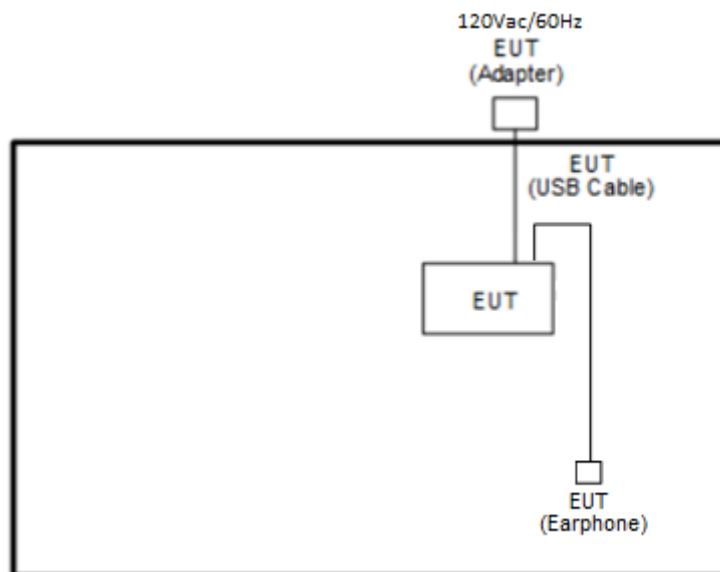 120Vac/60Hz
EUT
(Adapter)
EUT
(USB Cable)
EUT
EUT
(Earphone)